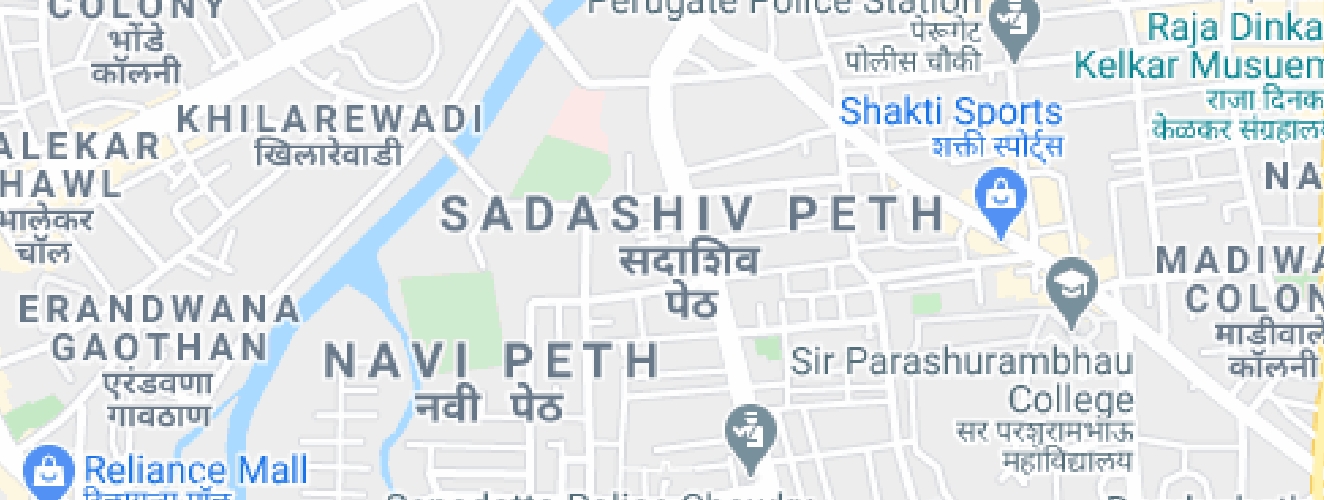 COLONY
भोंडे
कॉलनी
Perugate Police Station
पेरूगेट
पोलीस चौकी
Raja Dinka
Kelkar Musuem
राजा दिनक
केळकर संग्रहाल
Shakti Sports
शक्ती स्पोर्ट्स
KHILAREWADI
खिलारेवाडी
ALEKAR
HAWL
भालेकर
चॉल
NA
SADASHIV PETH
सदाशिव
पेठ
MADIWA
COLON
माडीवाले
कॉलनी
ERANDWANA
GAOTHAN
एरंडवणा
गावठाण
NAVI PETH
नवी पेठ
Sir Parashurambhau
College
सर परशुरामभाऊ
महाविद्यालय
Reliance Mall